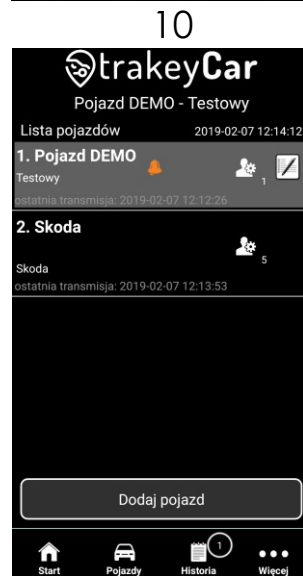 10
trakeyCar
Pojazd DEMO - Testowy
Lista pojazdów 2019-02-07 12:14:12
1. Pojazd DEMO
Testowy
1
ostatnia transmisja: 2019-02-07 12:12:26
2. Skoda
5
Skoda
ostatnia transmisja: 2019-02-07 12:13:53
Dodaj pojazd
1
Start Pojazdy Historia Więcej